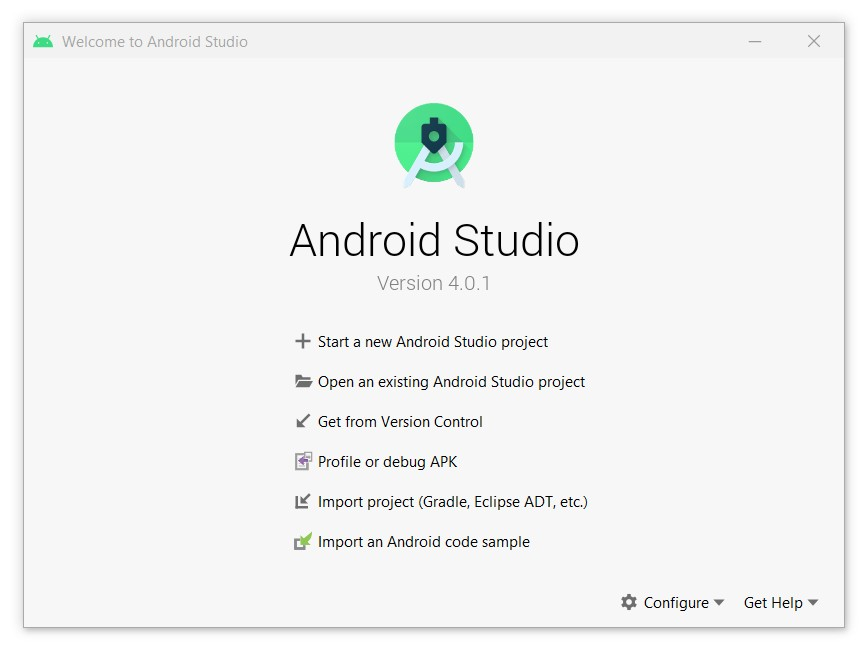 Welcome to Android Studio
Android Studio
Version 4.0.1
Start a new Android Studio project
Open an existing Android Studio project
Get from Version Control
Profile or debug APK
Import project (Gradle, Eclipse ADT, etc.)
Import an Android code sample
Configure Get Help